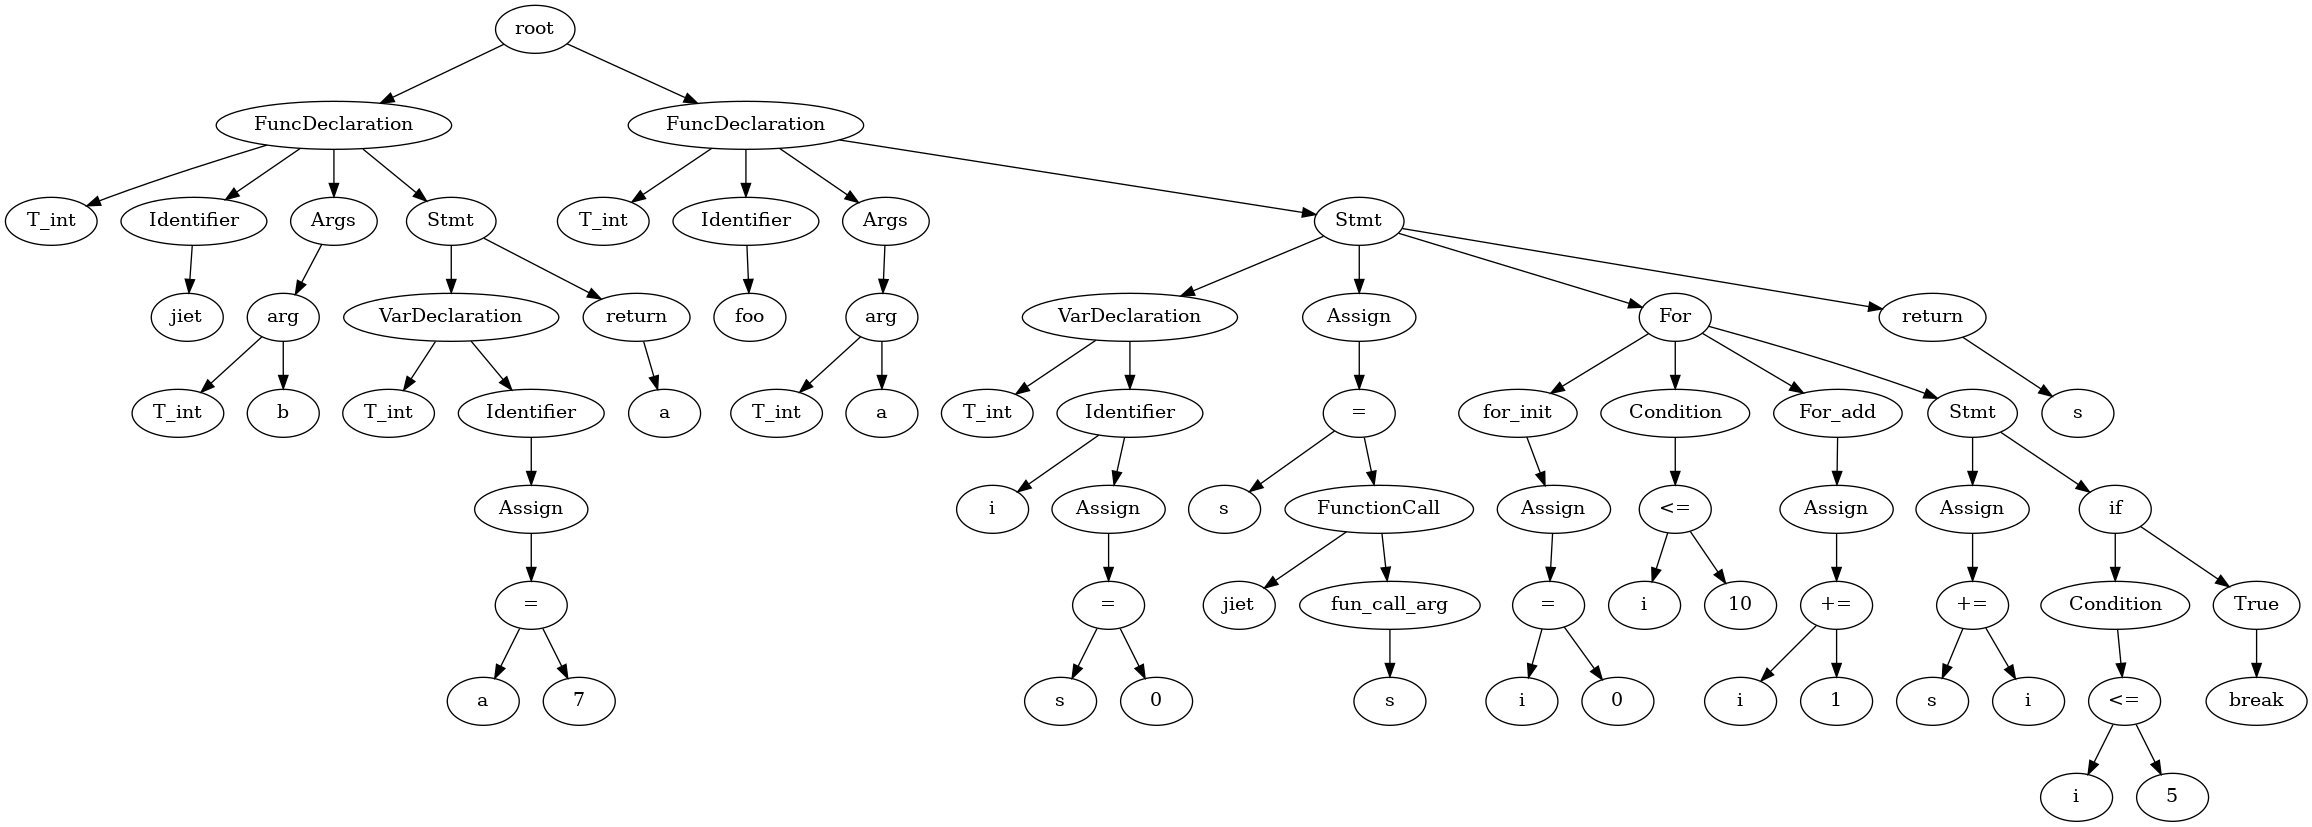 root
FuncDeclaration FuncDeclaration
T_int Identifier Args Stmt T_int Identifier Args Stmt
jiet arg VarDeclaration return foo arg VarDeclaration Assign For return
T_int b T_int Identifier a T_int a T_int Identifier = for_init Condition For_add Stmt s
Assign i Assign s FunctionCall Assign <= Assign Assign if
= = jiet fun_call_arg = i 10 += += Condition True
a 7 s 0 s i 0 i 1 s i <= break
i 5